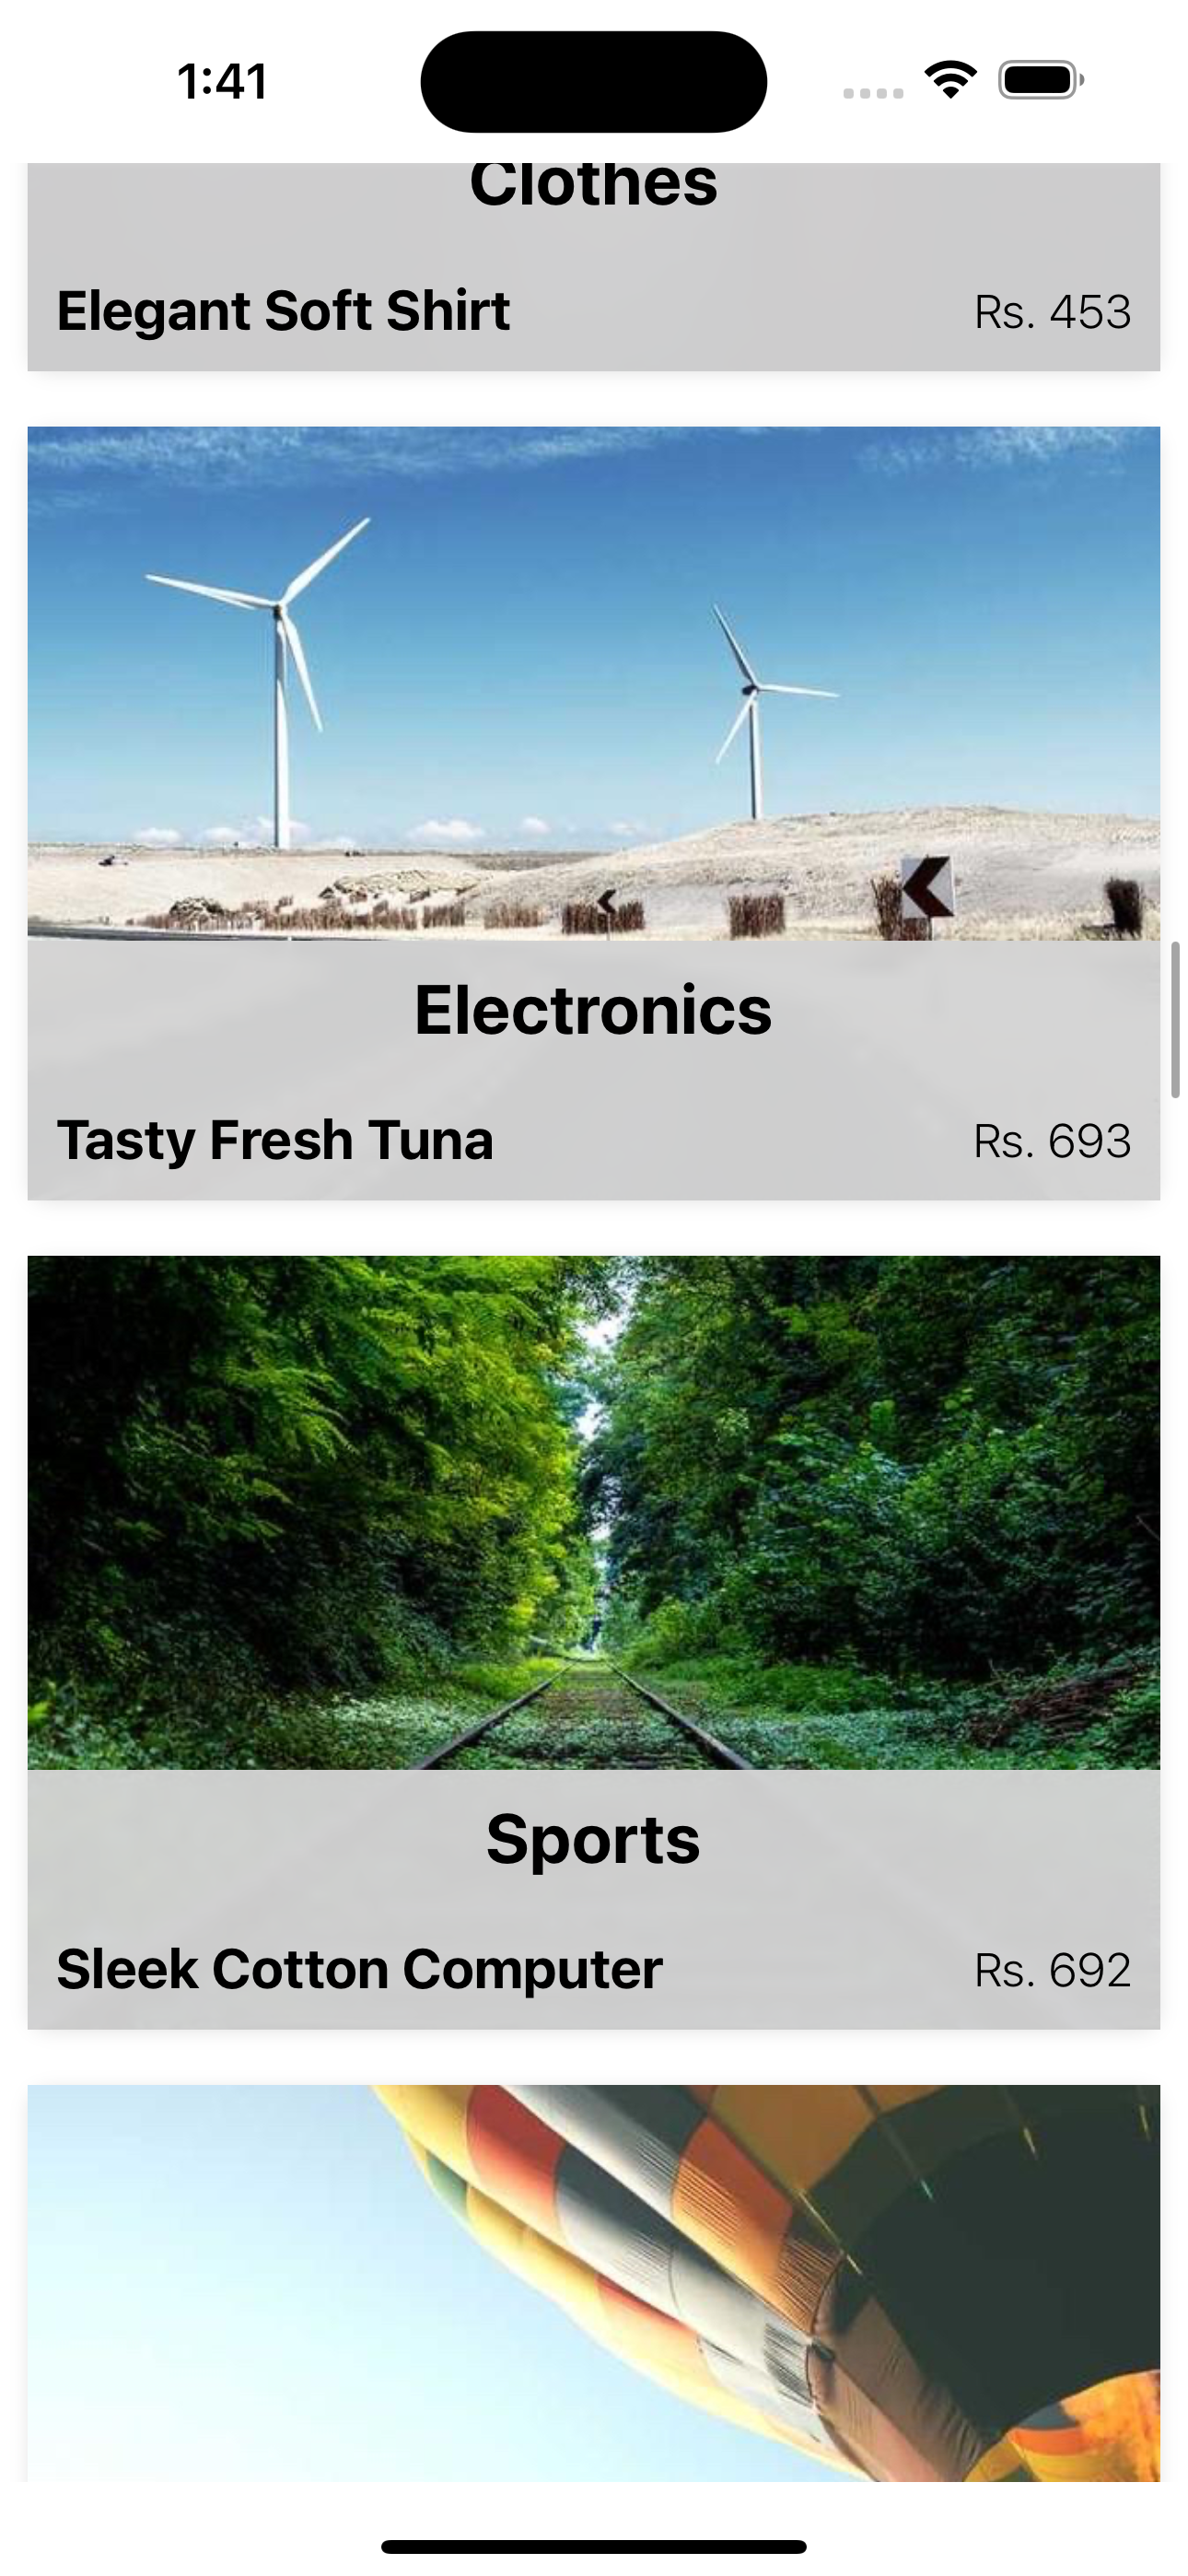 1:41
Clothes
Elegant Soft Shirt Rs. 453
Electronics
Tasty Fresh Tuna Rs. 693
Sports
Sleek Cotton Computer Rs. 692